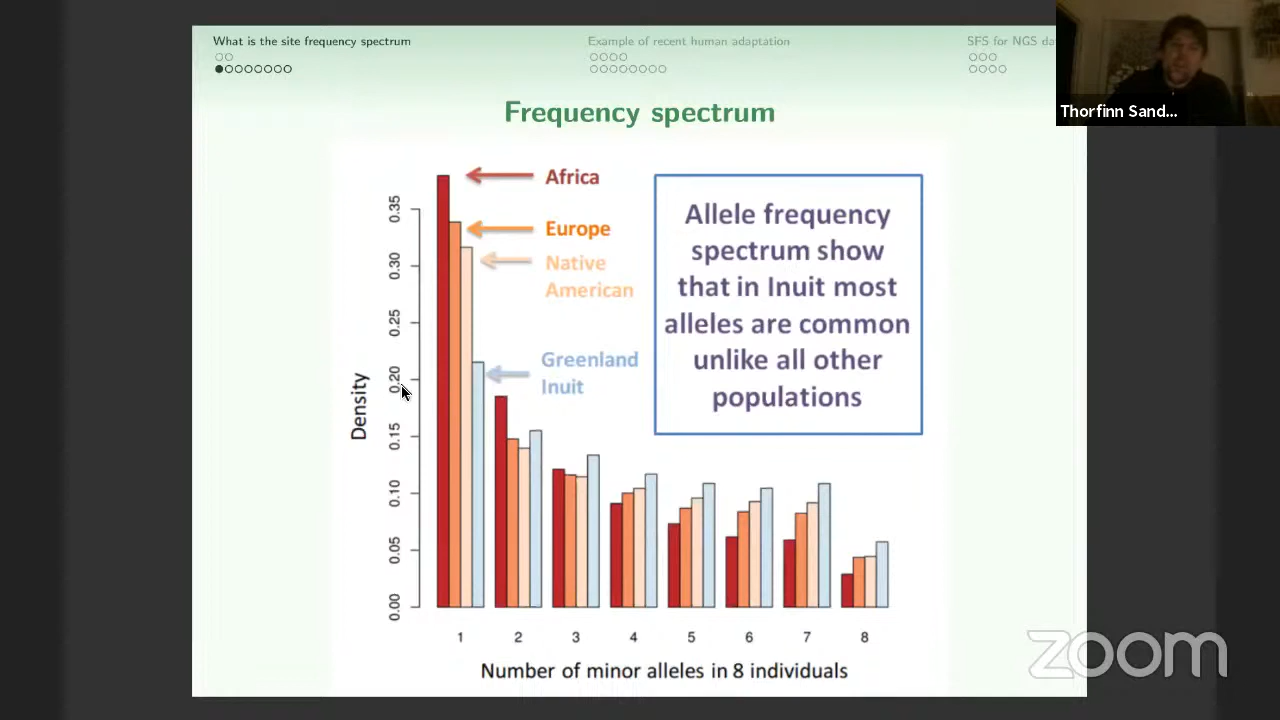 What is the site frequency spectrum
Example of recent human adaptation
SFS for NGS da
Thorfinn Sand...
Frequency spectrum
Africa
Europe
Native
American
Greenland
Inuit
Allele frequency
spectrum show
that in Inuit most
alleles are common
unlike all other
populations
Density
0.35
0.30
0.25
0.20
0.15
0.10
0.05
0.00
1 2 3 4 5 6 7 8
Number of minor alleles in 8 individuals
zoom